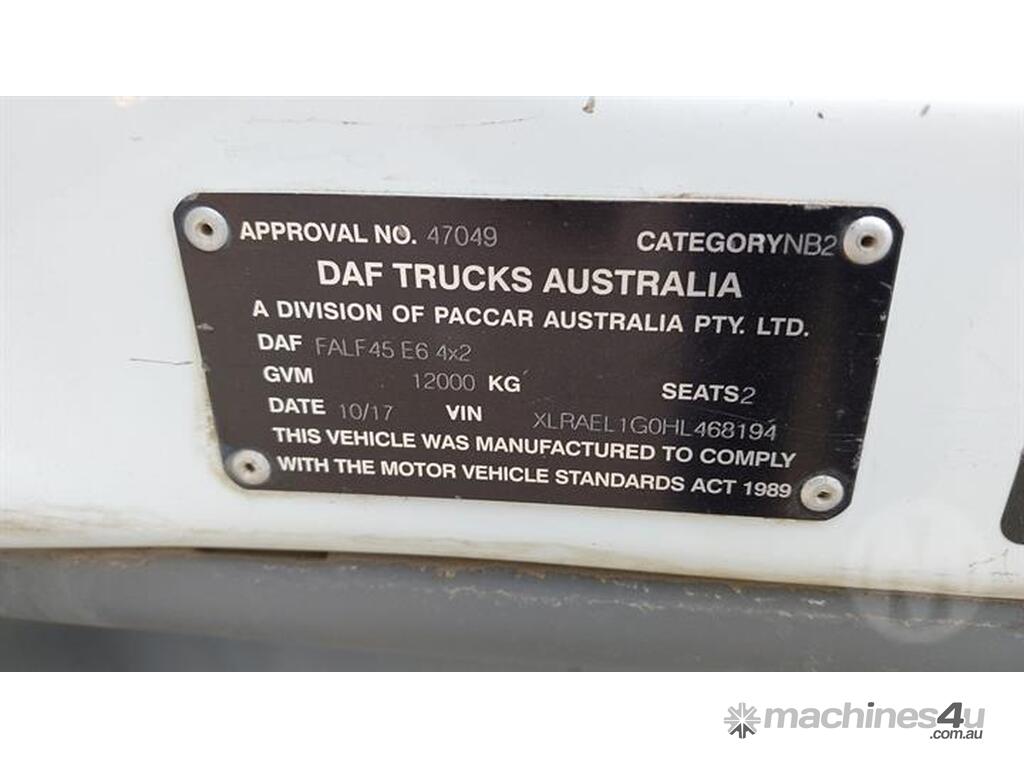 APPROVAL NO. 47049 CATEGORYNB2
DAF TRUCKS AUSTRALIA
A DIVISION OF PACCAR AUSTRALIA PTY. LTD.
DAF FALF45 E6 4x2
GVM 12000 KG SEATS2
DATE 10/17 VIN XLRAEL1G0HL468194
THIS VEHICLE WAS MANUFACTURED TO COMPLY
WITH THE MOTOR VEHICLE STANDARDS ACT 1989
machines4u
.com.au